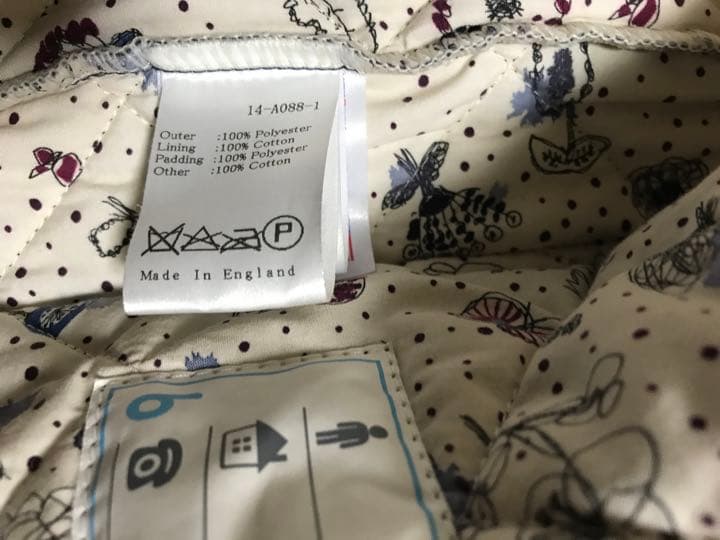 14-A088-1
Outer :100% Polyester
Lining :100% Cotton
Padding :100% Polyester
Other :100% Cotton
P
Made In England